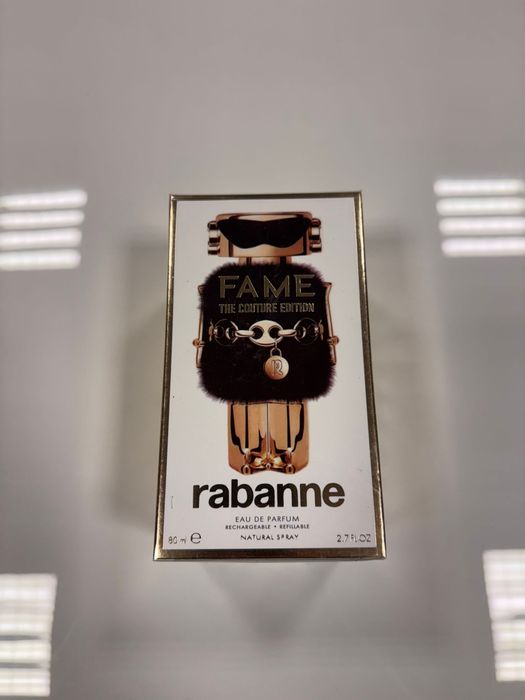 FAME
THE COUTURE EDITION
R
rabanne
EAU DE PARFUM
RECHARGEABLE • REFILLABLE
80 ml e NATURAL SPRAY 2.7 FL.OZ